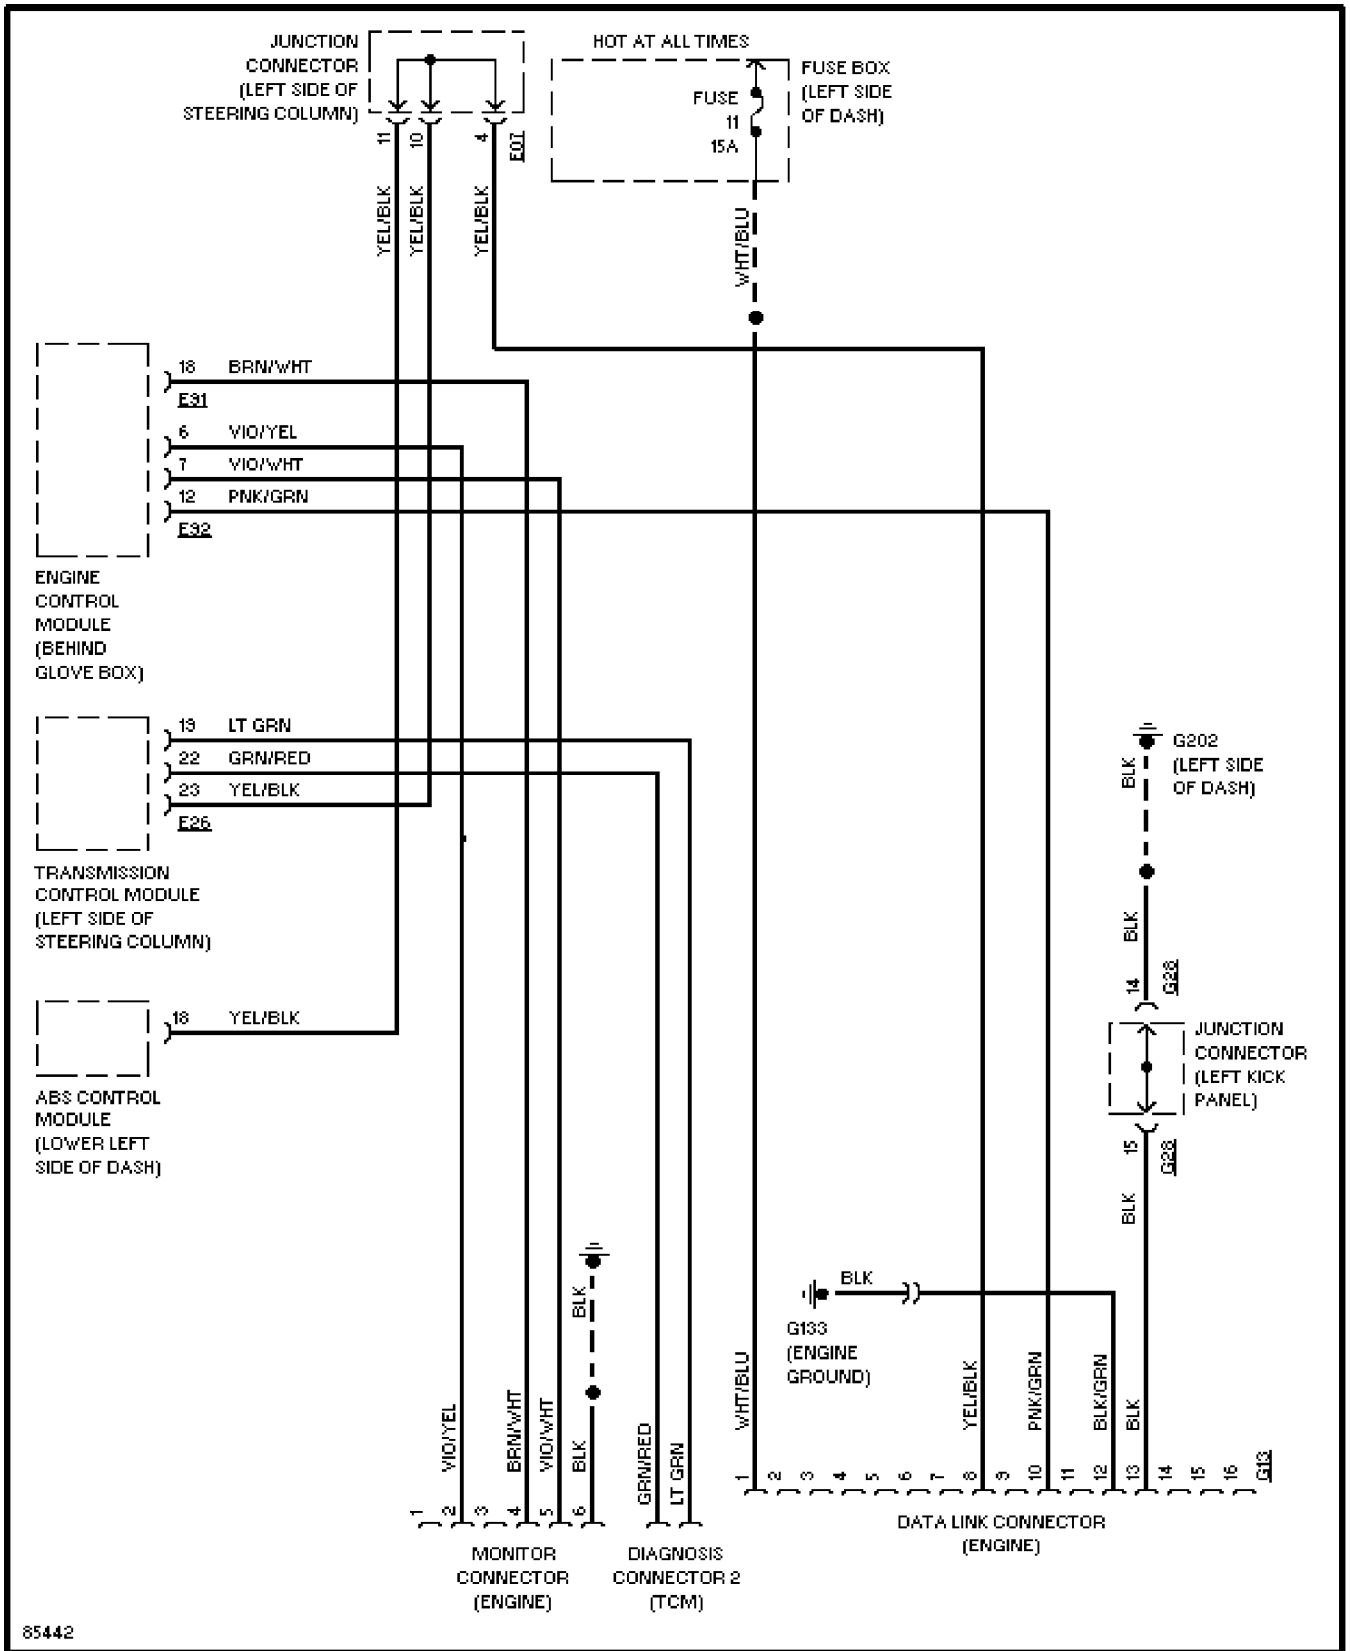 JUNCTION
CONNECTOR
(LEFT SIDE OF
STEERING COLUMN)
11
10
4
E07
YEL/BLK
YEL/BLK
YEL/BLK
HOT AT ALL TIMES
FUSE
11
15A
FUSE BOX
(LEFT SIDE
OF DASH)
WHT/BLU
18 BRN/WHT
E91
6 VIO/YEL
7 VIO/WHT
12 PNK/GRN
E92
ENGINE
CONTROL
MODULE
(BEHIND
GLOVE BOX)
19 LT GRN
22 GRN/RED
23 YEL/BLK
E26
TRANSMISSION
CONTROL MODULE
(LEFT SIDE OF
STEERING COLUMN)
18 YEL/BLK
ABS CONTROL
MODULE
(LOWER LEFT
SIDE OF DASH)
G202
(LEFT SIDE
OF DASH)
BLK
BLK
14
G28
JUNCTION
CONNECTOR
(LEFT KICK
PANEL)
15
G28
BLK
BLK
G133
(ENGINE
GROUND)
BLK
VIO/YEL
BRN/WHT
VIO/WHT
BLK
GRN/RED
LT GRN
WHT/BLU
YEL/BLK
PNK/GRN
BLK/GRN
BLK
1 2 3 4 5 6
MONITOR
CONNECTOR
(ENGINE)
DIAGNOSIS
CONNECTOR 2
(TCM)
1 2 3 4 5 6 7 8 9 10 11 12 13 14 15 16
G13
DATA LINK CONNECTOR
(ENGINE)
85442